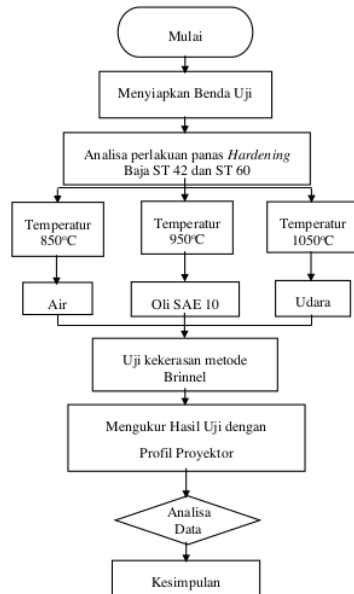 Mulai
Menyiapkan Benda Uji
Analisa perlakuan panas Hardening
Baja ST 42 dan ST 60
Temperatur
850°C
Temperatur
950°C
Temperatur
1050°C
Air
Oli SAE 10
Udara
Uji kekerasan metode
Brinnel
Mengukur Hasil Uji dengan
Profil Proyektor
Analisa
Data
Kesimpulan